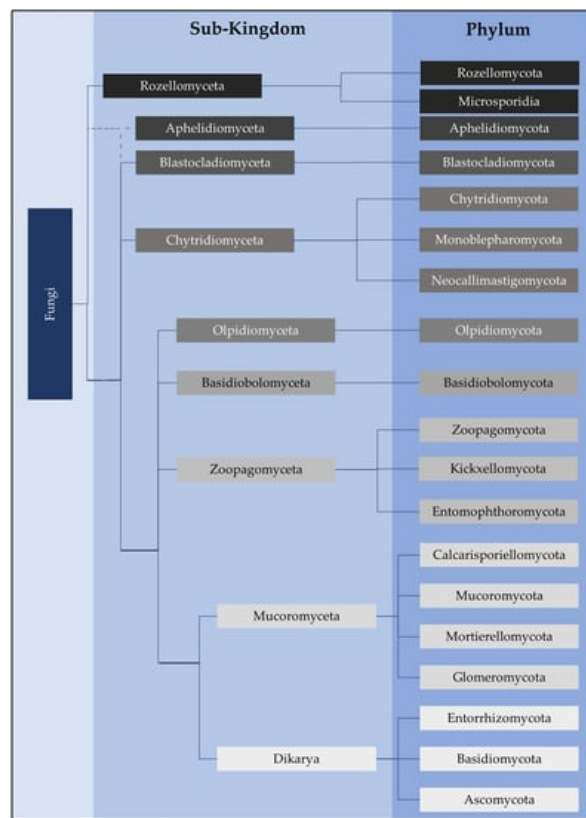 Sub-Kingdom
Phylum
Fungi
Rozellomyceta
Rozellomycota
Microsporidia
Aphelidiomyceta
Aphelidiomycota
Blastocladiomyceta
Blastocladiomycota
Chytridiomyceta
Chytridiomycota
Monoblepharomycota
Neocallimastigomycota
Olpidiomyceta
Olpidiomycota
Basidiobolomyceta
Basidiobolomycota
Zoopagomyceta
Zoopagomycota
Kickxellomycota
Entomophthoromycota
Mucoromyceta
Calcarisporiellomycota
Mucoromycota
Mortierellomycota
Glomeromycota
Dikarya
Entorrhizomycota
Basidiomycota
Ascomycota